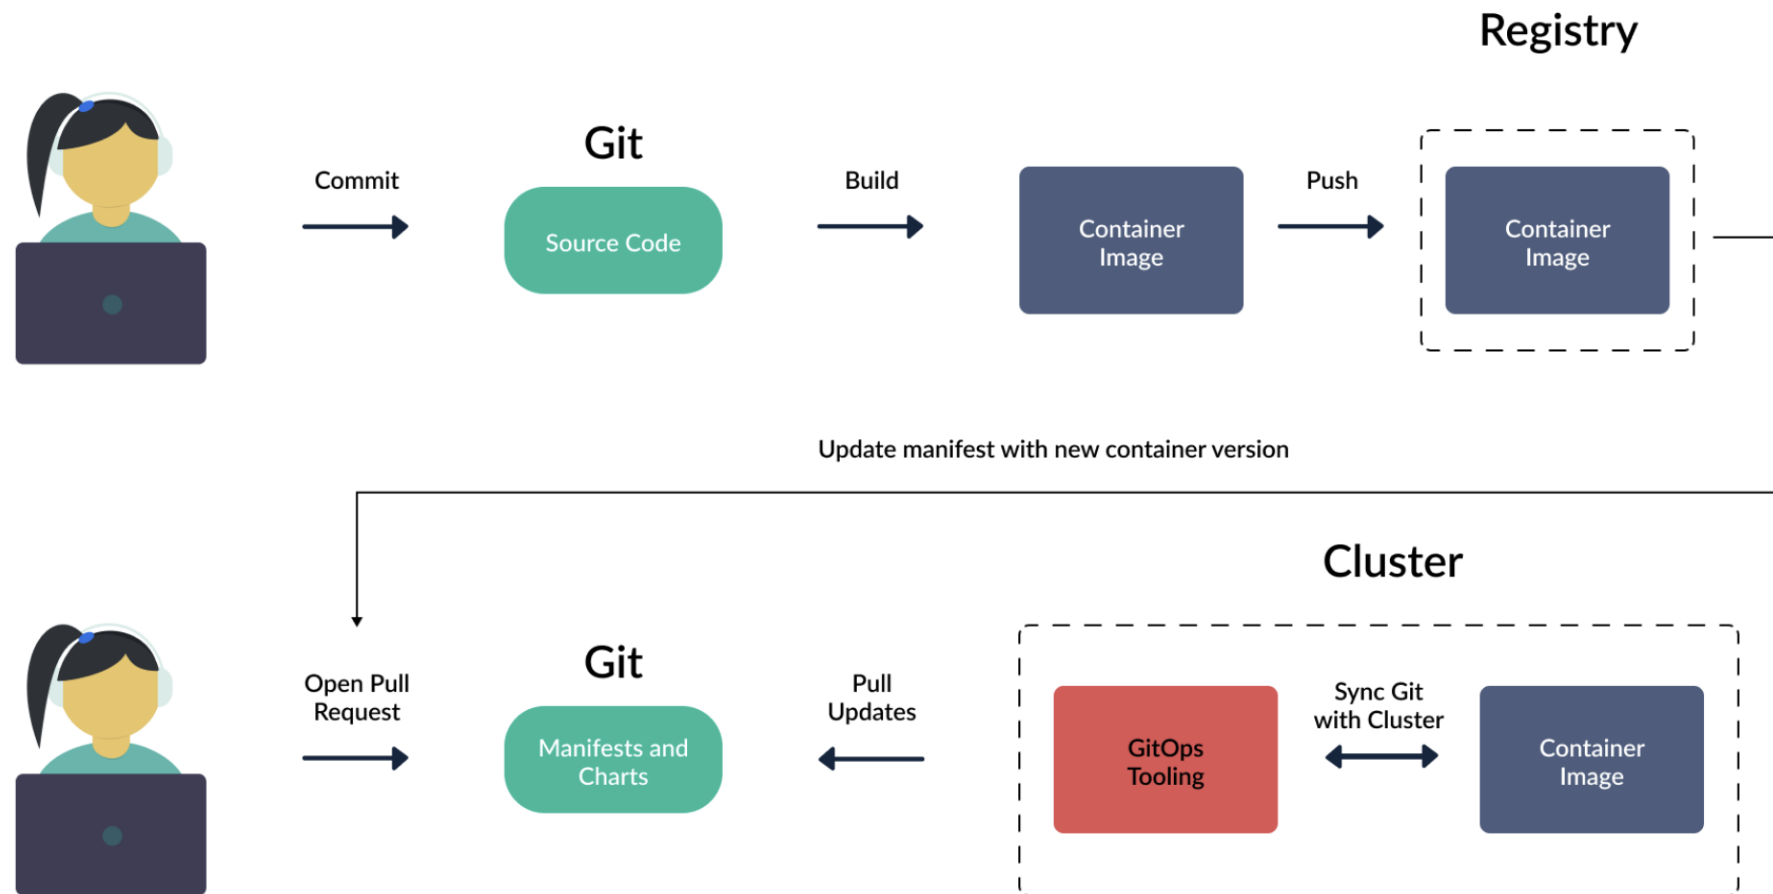 Registry
Git
Commit
Source Code
Build
Container
Image
Push
Container
Image
Update manifest with new container version
Cluster
Open Pull
Request
Git
Manifests and
Charts
Pull
Updates
GitOps
Tooling
Sync Git
with Cluster
Container
Image